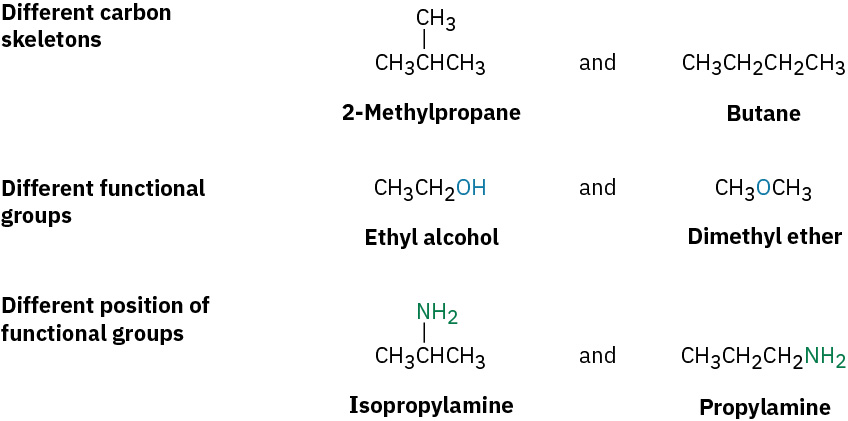 Different carbon
skeletons
CH3
CH3CHCH3 and CH3CH2CH2CH3
2-Methylpropane Butane
Different functional
groups
CH3CH2OH and CH3OCH3
Ethyl alcohol Dimethyl ether
Different position of
functional groups
NH2
CH3CHCH3 and CH3CH2CH2NH2
Isopropylamine Propylamine